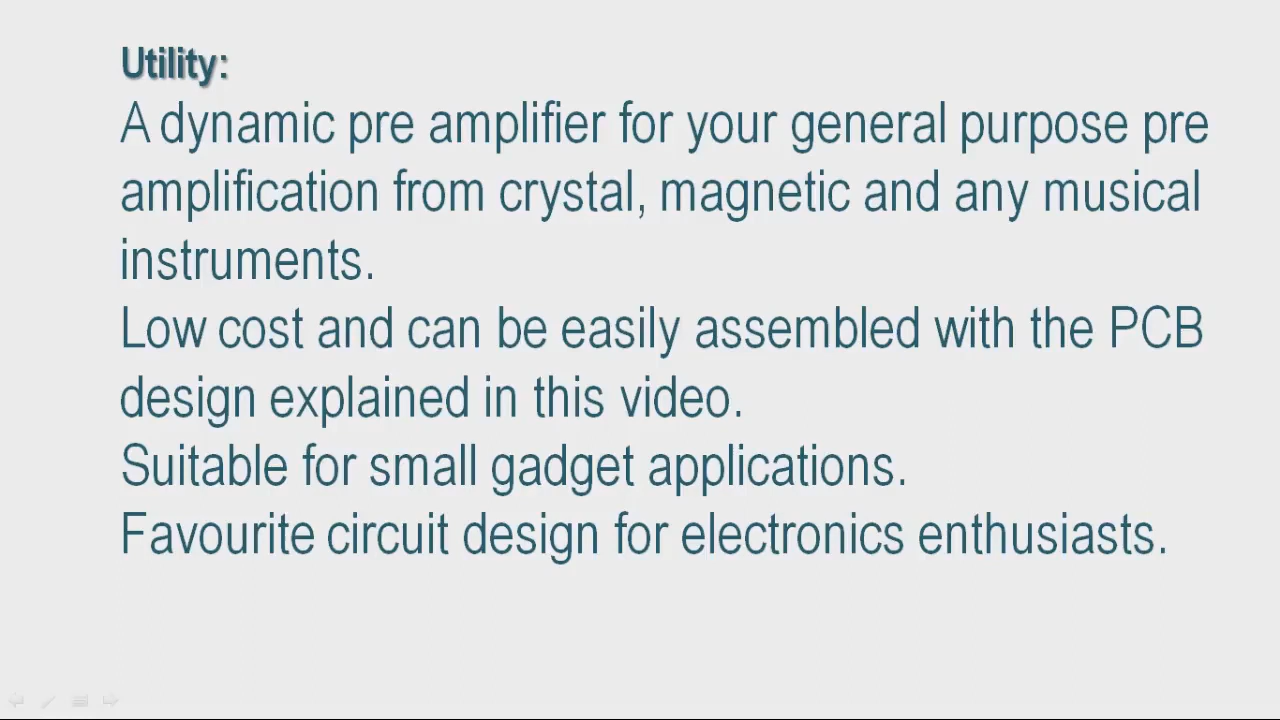 Utility:
A dynamic pre amplifier for your general purpose pre
amplification from crystal, magnetic and any musical
instruments.
Low cost and can be easily assembled with the PCB
design explained in this video.
Suitable for small gadget applications.
Favourite circuit design for electronics enthusiasts.